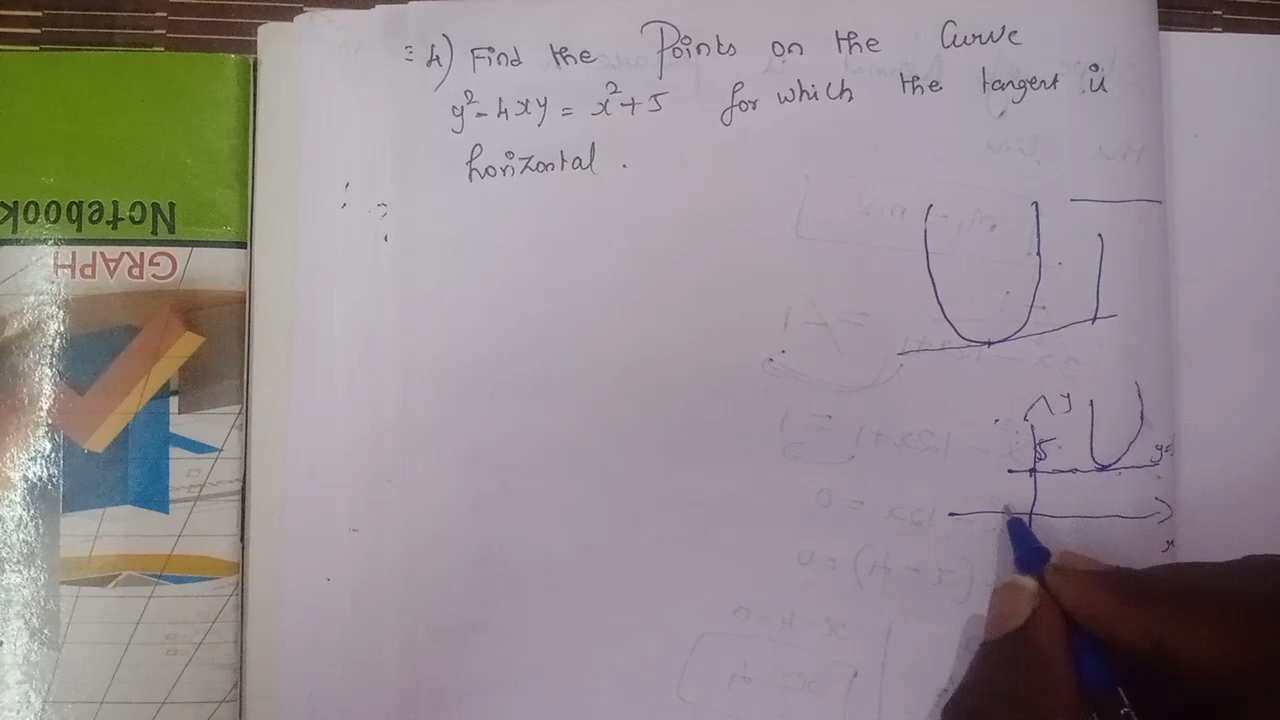 4) Find the Points on the Curve
y² - 4xy = x² + 5 for which the tangent is
horizontal.
y
5
y=
x
Notebook
GRAPH